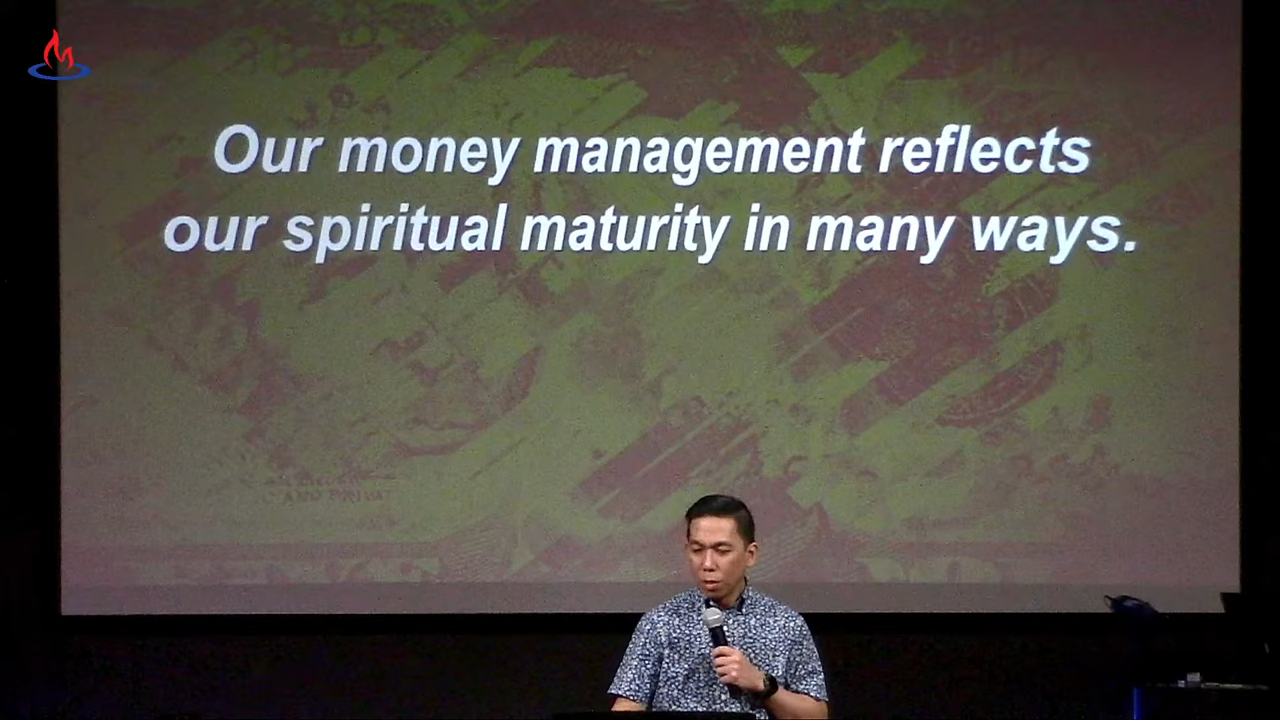 Our money management reflects
our spiritual maturity in many ways.